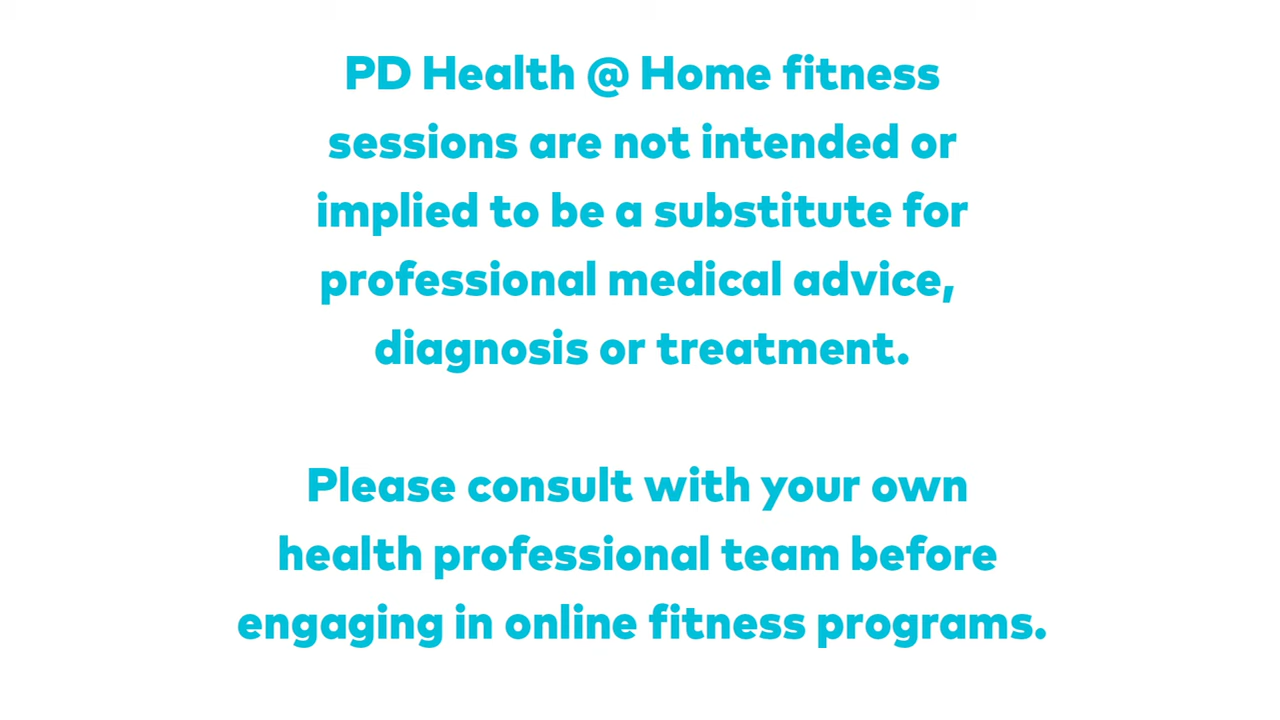 PD Health @ Home fitness
sessions are not intended or
implied to be a substitute for
professional medical advice,
diagnosis or treatment.
Please consult with your own
health professional team before
engaging in online fitness programs.